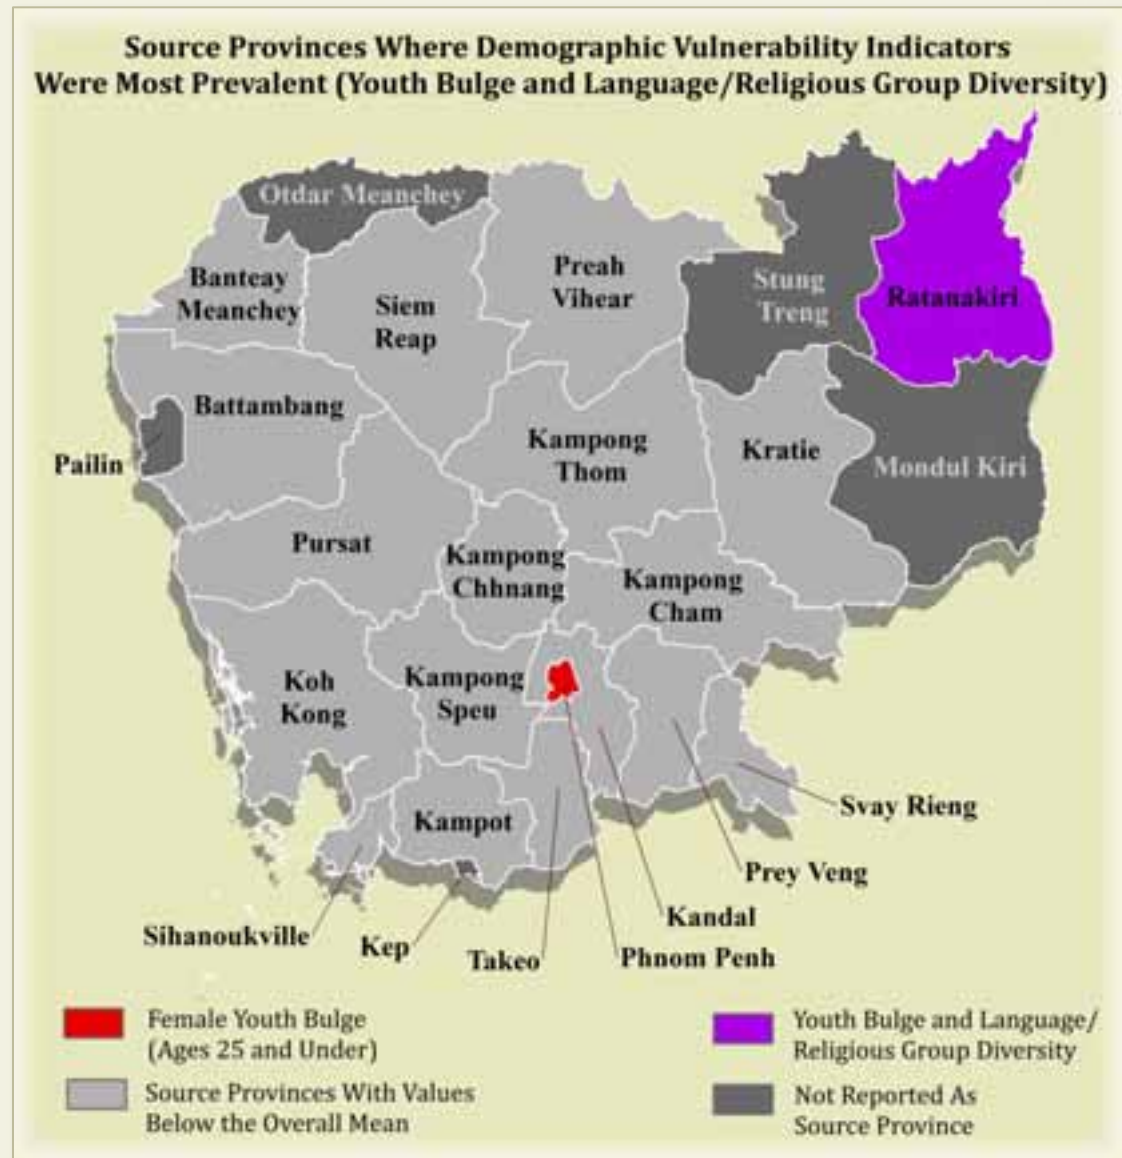 Source Provinces Where Demographic Vulnerability Indicators
Were Most Prevalent (Youth Bulge and Language/Religious Group Diversity)
Otdar Meanchey
Banteay
Meanchey
Siem
Reap
Preah
Vihear
Stung
Treng
Ratanakiri
Battambang
Pailin
Kampong
Thom
Kratie
Mondul Kiri
Pursat
Kampong
Chhnang
Kampong
Cham
Koh
Kong
Kampong
Speu
Kampot
Svay Rieng
Prey Veng
Kandal
Phnom Penh
Takeo
Kep
Sihanoukville
Female Youth Bulge
(Ages 25 and Under)
Source Provinces With Values
Below the Overall Mean
Youth Bulge and Language/
Religious Group Diversity
Not Reported As
Source Province